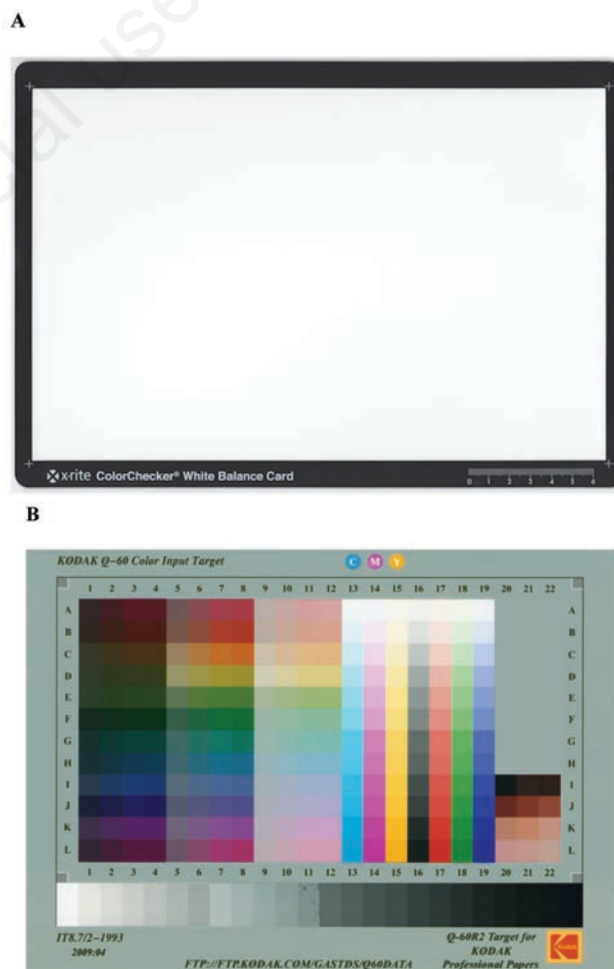 A
x-rite ColorChecker® White Balance Card
0 1 2 3 4 5 6
B
KODAK Q-60 Color Input Target
C M Y
1 2 3 4 5 6 7 8 9 10 11 12 13 14 15 16 17 18 19 20 21 22
A A
B B
C C
D D
E E
F F
G G
H H
I I
J J
K K
L L
1 2 3 4 5 6 7 8 9 10 11 12 13 14 15 16 17 18 19 20 21 22
IT8.7/2-1993
2009:04
Q-60R2 Target for
KODAK
Professional Papers
Kodak
FTP://FTP.KODAK.COM/GASTDS/Q60DATA